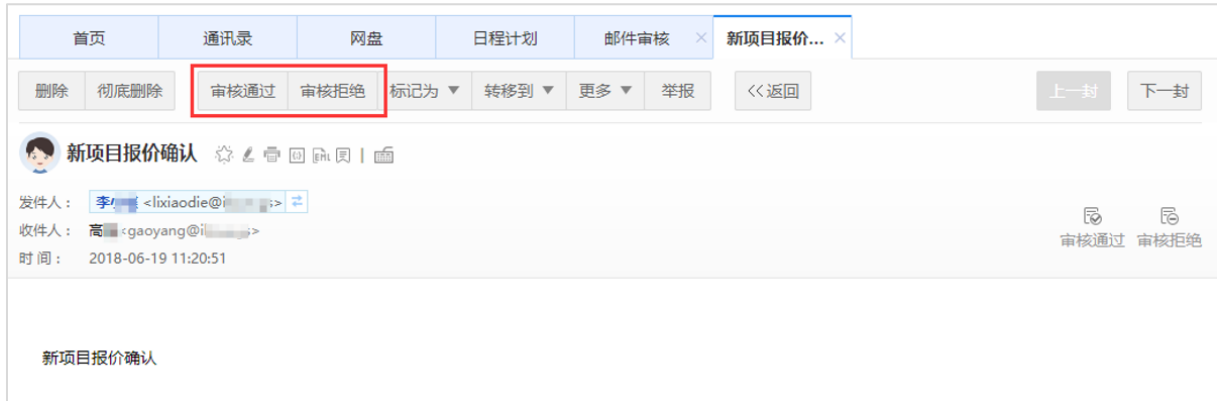 首页 通讯录 网盘 日程计划 邮件审核 × 新项目报价... ×
删除 彻底删除 审核通过 审核拒绝 标记为 ▼ 转移到 ▼ 更多 ▼ 举报 <<返回 上一封 下一封
新项目报价确认
发件人： 李 <lixiaodie@ >
收件人： 高 <gaoyang@ >
审核通过 审核拒绝
时 间： 2018-06-19 11:20:51
新项目报价确认